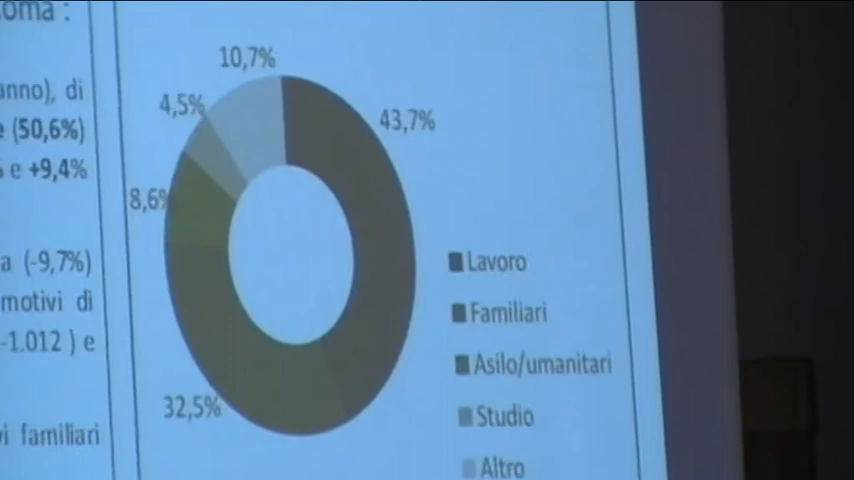 oma :
anno), di
e (50,6%)
e +9,4%
a (-9,7%)
motivi di
-1.012 ) e
vi familiari
10,7%
4,5%
43,7%
8,6%
32,5%
Lavoro
Familiari
Asilo/umanitari
Studio
Altro